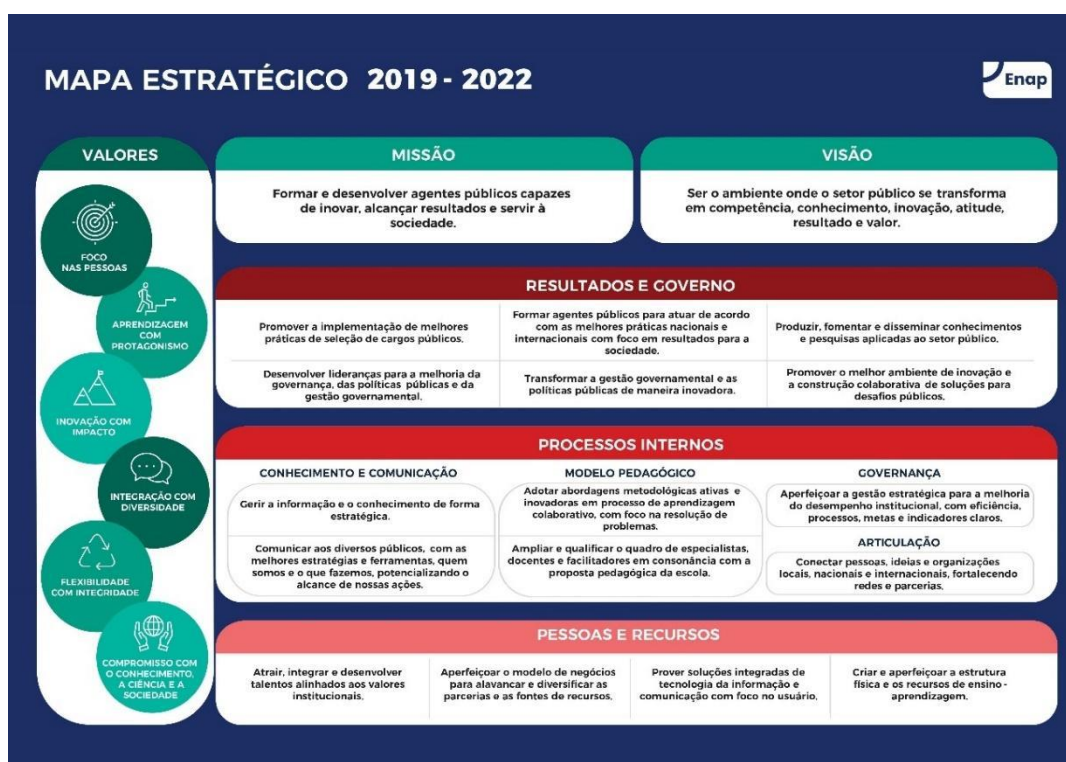 MAPA ESTRATÉGICO 2019 - 2022
Enap
VALORES
FOCO
NAS PESSOAS
APRENDIZAGEM
COM
PROTAGONISMO
INOVAÇÃO COM
IMPACTO
INTEGRAÇÃO COM
DIVERSIDADE
FLEXIBILIDADE
COM INTEGRIDADE
COMPROMISSO COM
O CONHECIMENTO,
A CIÊNCIA E A
SOCIEDADE
MISSÃO
Formar e desenvolver agentes públicos capazes
de inovar, alcançar resultados e servir à
sociedade.
VISÃO
Ser o ambiente onde o setor público se transforma
em competência, conhecimento, inovação, atitude,
resultado e valor.
RESULTADOS E GOVERNO
Promover a implementação de melhores
práticas de seleção de cargos públicos.
Formar agentes públicos para atuar de acordo
com as melhores práticas nacionais e
internacionais com foco em resultados para a
sociedade.
Produzir, fomentar e disseminar conhecimentos
e pesquisas aplicadas ao setor público.
Desenvolver lideranças para a melhoria da
governança, das políticas públicas e da
gestão governamental.
Transformar a gestão governamental e as
políticas públicas de maneira inovadora.
Promover o melhor ambiente de inovação e
a construção colaborativa de soluções para
desafios públicos.
PROCESSOS INTERNOS
CONHECIMENTO E COMUNICAÇÃO
Gerir a informação e o conhecimento de forma
estratégica.
Comunicar aos diversos públicos, com as
melhores estratégias e ferramentas, quem
somos e o que fazemos, potencializando o
alcance de nossas ações.
MODELO PEDAGÓGICO
Adotar abordagens metodológicas ativas e
inovadoras em processo de aprendizagem
colaborativo, com foco na resolução de
problemas.
Ampliar e qualificar o quadro de especialistas,
docentes e facilitadores em consonância com a
proposta pedagógica da escola.
GOVERNANÇA
Aperfeiçoar a gestão estratégica para a melhoria
do desempenho institucional, com eficiência,
processos, metas e indicadores claros.
ARTICULAÇÃO
Conectar pessoas, ideias e organizações
locais, nacionais e internacionais, fortalecendo
redes e parcerias.
PESSOAS E RECURSOS
Atrair, integrar e desenvolver
talentos alinhados aos valores
institucionais.
Aperfeiçoar o modelo de negócios
para alavancar e diversificar as
parcerias e as fontes de recursos.
Prover soluções integradas de
tecnologia da informação e
comunicação com foco no usuário.
Criar e aperfeiçoar a estrutura
física e os recursos de ensino -
aprendizagem.